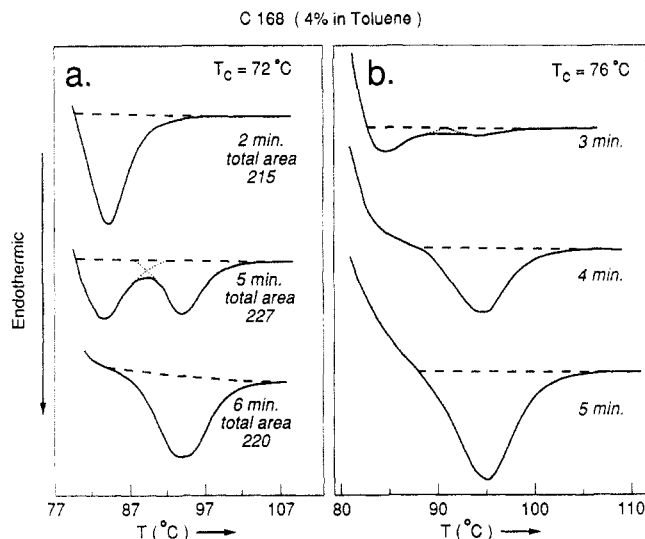 C 168 ( 4% in Toluene )
a.
T_C = 72 °C
2 min.
total area
215
5 min.
total area
227
6 min.
total area
220
Endothermic
77 87 97 107
T (°C)
b.
T_C = 76 °C
3 min.
4 min.
5 min.
80 90 100 110
T (°C)